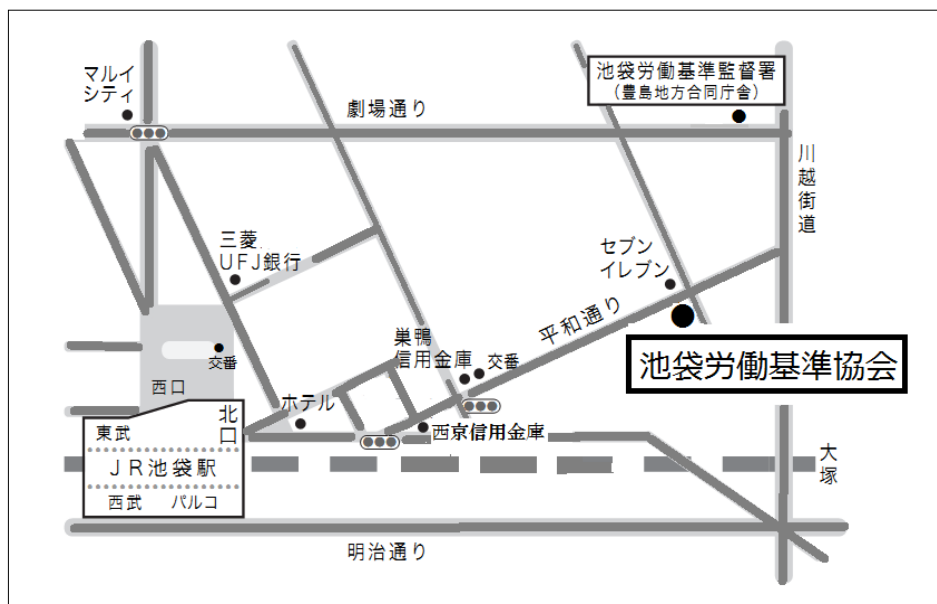 マルイ
シティ
劇場通り
池袋労働基準監督署
（豊島地方合同庁舎）
川越街道
三菱
UFJ銀行
セブン
イレブン
平和通り
巣鴨
信用金庫
交番
池袋労働基準協会
交番
西口
ホテル
西京信用金庫
北口
東武
JR池袋駅
西武 パルコ
大塚
明治通り